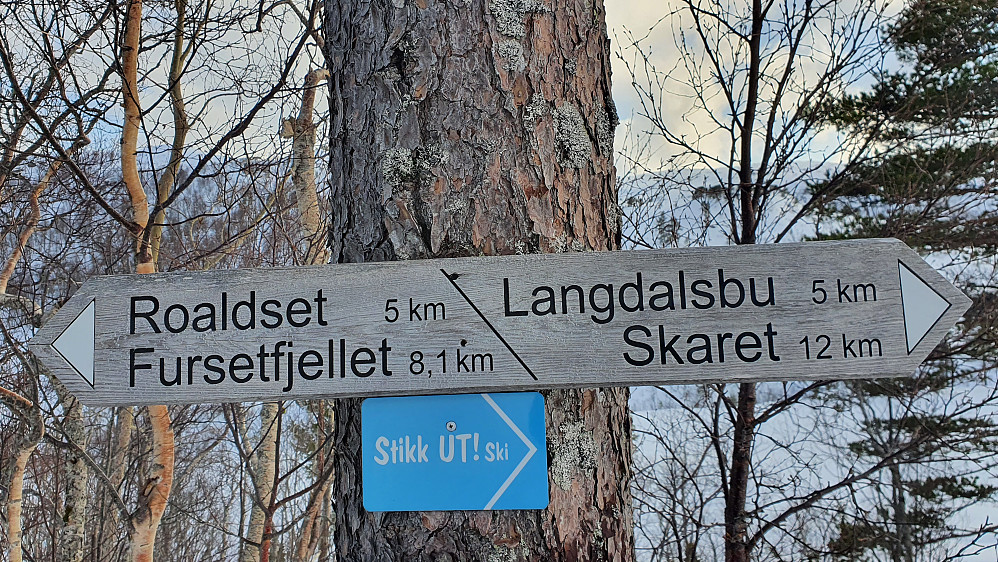 Roaldset 5 km
Fursetfjellet 8,1 km
Langdalsbu 5 km
Skaret 12 km
Stikk UT! Ski